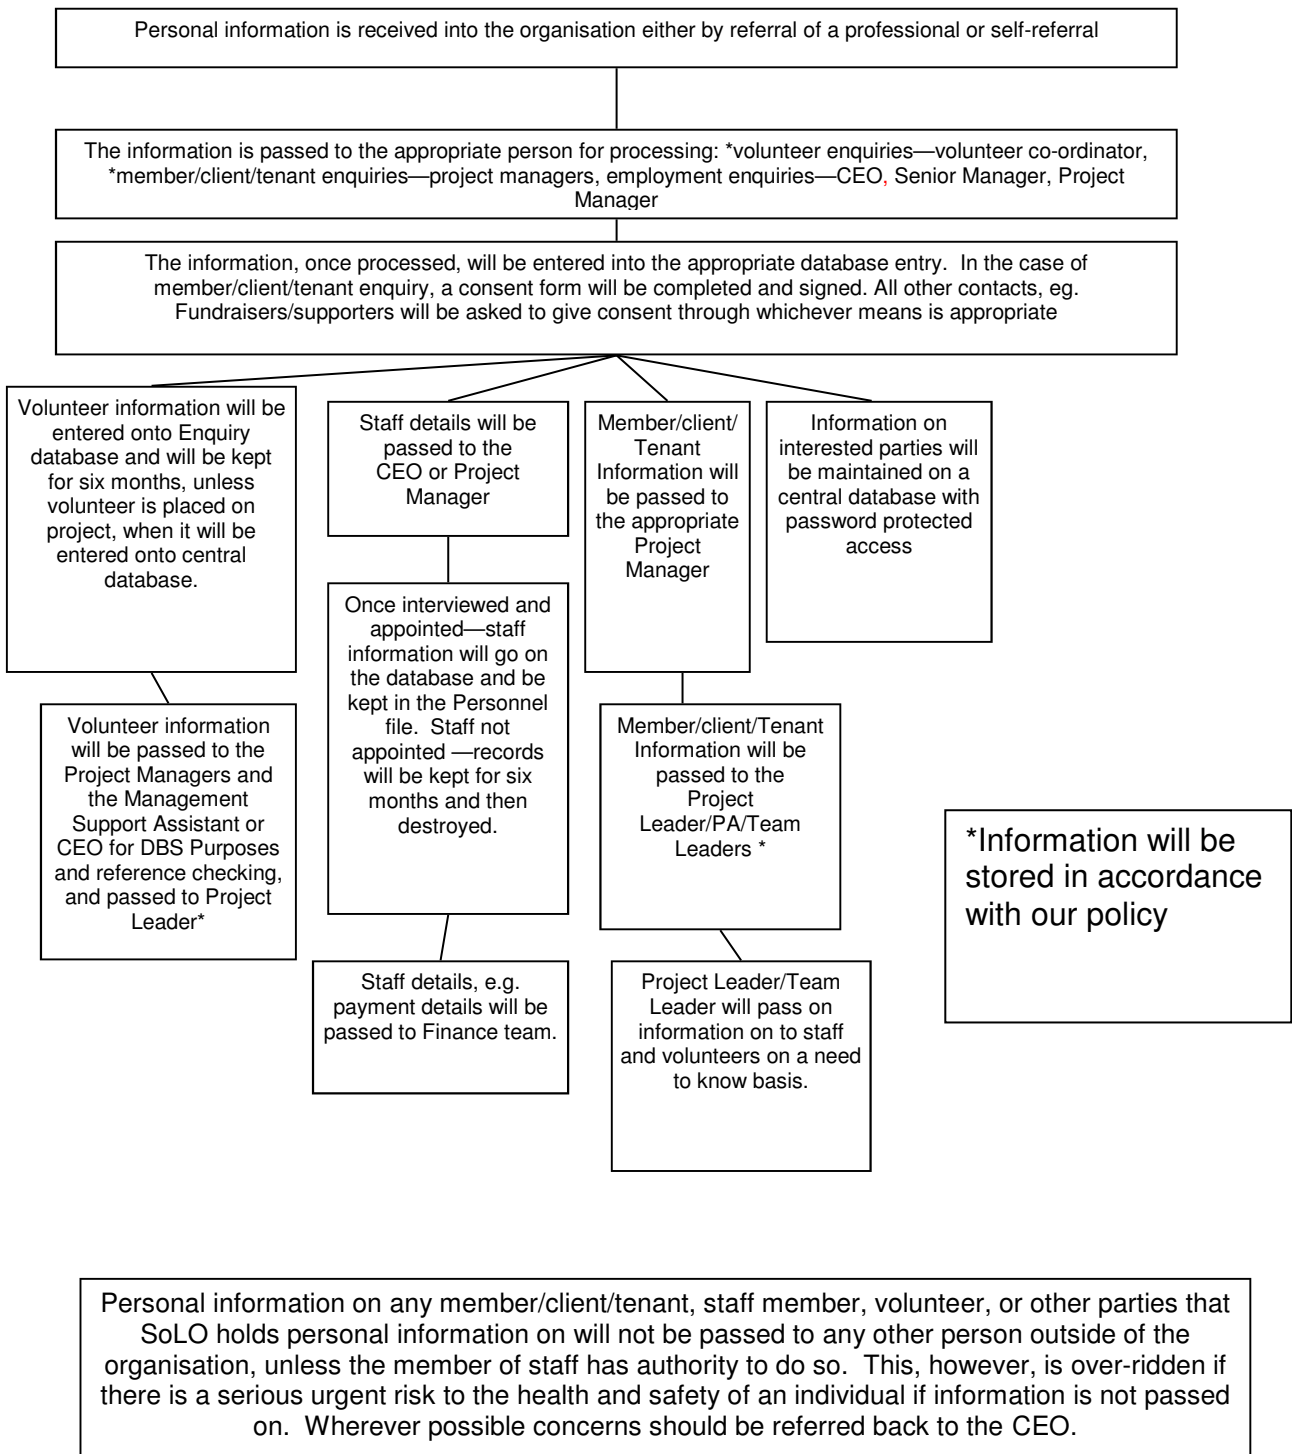 Personal information is received into the organisation either by referral of a professional or self-referral
The information is passed to the appropriate person for processing: *volunteer enquiries—volunteer co-ordinator,
*member/client/tenant enquiries—project managers, employment enquiries—CEO, Senior Manager, Project
Manager
The information, once processed, will be entered into the appropriate database entry.  In the case of
member/client/tenant enquiry, a consent form will be completed and signed. All other contacts, eg.
Fundraisers/supporters will be asked to give consent through whichever means is appropriate
Volunteer information will be
entered onto Enquiry
database and will be kept
for six months, unless
volunteer is placed on
project, when it will be
entered onto central
database.
Volunteer information
will be passed to the
Project Managers and
the Management
Support Assistant or
CEO for DBS Purposes
and reference checking,
and passed to Project
Leader*
Staff details will be
passed to the
CEO or Project
Manager
Once interviewed and
appointed—staff
information will go on
the database and be
kept in the Personnel
file.  Staff not
appointed —records
will be kept for six
months and then
destroyed.
Staff details, e.g.
payment details will be
passed to Finance team.
Member/client/
Tenant
Information will
be passed to
the appropriate
Project
Manager
Member/client/Tenant
Information will be
passed to the
Project
Leader/PA/Team
Leaders *
Project Leader/Team
Leader will pass on
information on to staff
and volunteers on a need
to know basis.
Information on
interested parties will
be maintained on a
central database with
password protected
access
*Information will be
stored in accordance
with our policy
Personal information on any member/client/tenant, staff member, volunteer, or other parties that
SoLO holds personal information on will not be passed to any other person outside of the
organisation, unless the member of staff has authority to do so.  This, however, is over-ridden if
there is a serious urgent risk to the health and safety of an individual if information is not passed
on.  Wherever possible concerns should be referred back to the CEO.